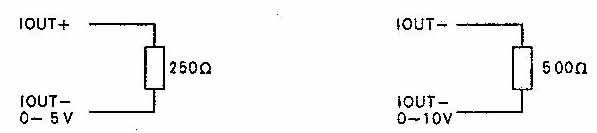 IOUT+
250Ω
IOUT-
0-5V
IOUT-
500Ω
IOUT-
0-10V